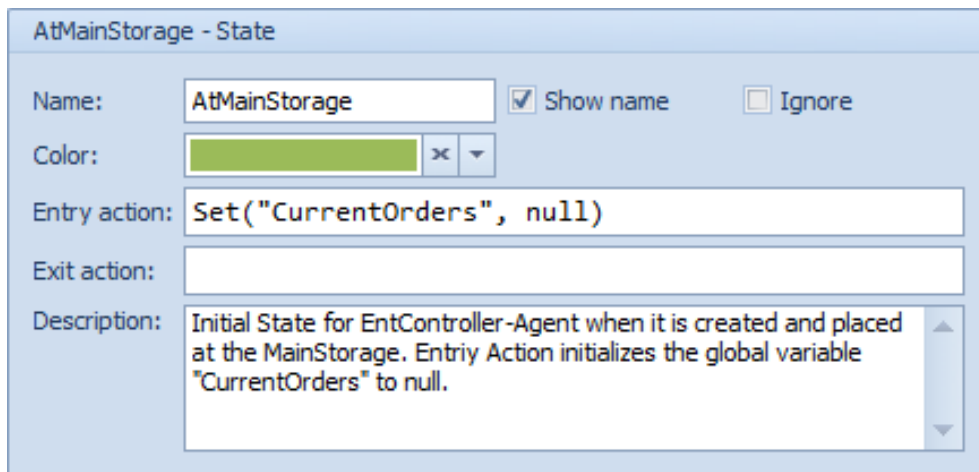 AtMainStorage - State
Name: AtMainStorage Show name Ignore
Color:
Entry action: Set("CurrentOrders", null)
Exit action:
Description: Initial State for EntController-Agent when it is created and placed
at the MainStorage. Entriy Action initializes the global variable
"CurrentOrders" to null.